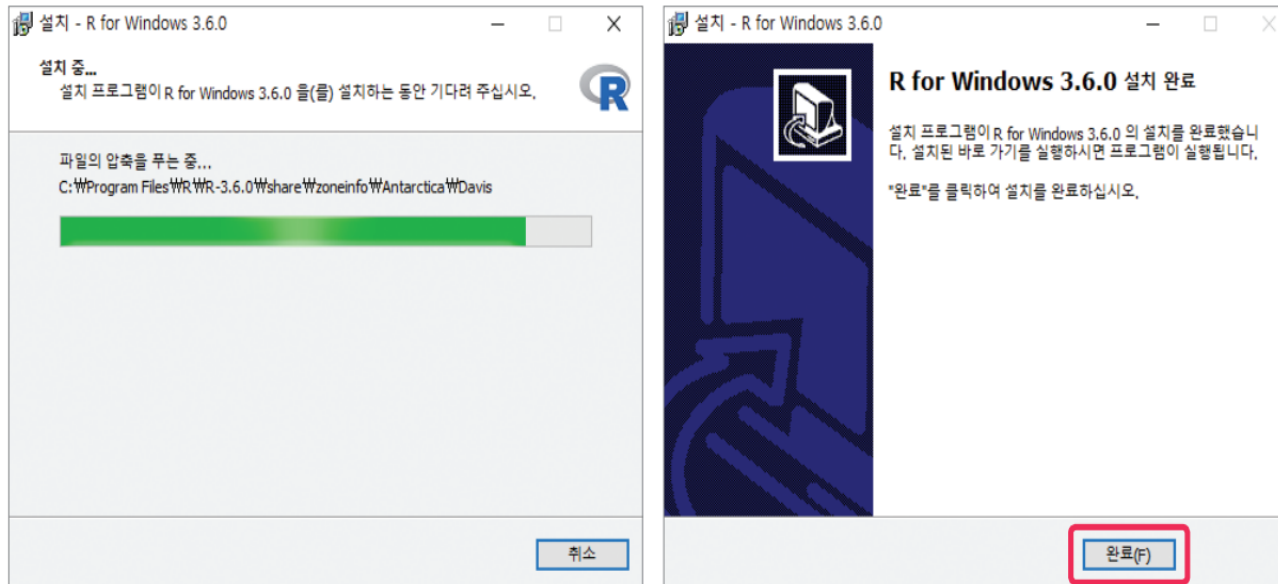 설치 - R for Windows 3.6.0
설치 중...
설치 프로그램이 R for Windows 3.6.0 을(를) 설치하는 동안 기다려 주십시오.
R
파일의 압축을 푸는 중...
C:₩Program Files₩R₩R-3.6.0₩share₩zoneinfo₩Antarctica₩Davis
취소
설치 - R for Windows 3.6.0
R for Windows 3.6.0 설치 완료
설치 프로그램이 R for Windows 3.6.0 의 설치를 완료했습니
다. 설치된 바로 가기를 실행하시면 프로그램이 실행됩니다.
"완료"를 클릭하여 설치를 완료하십시오.
완료(F)